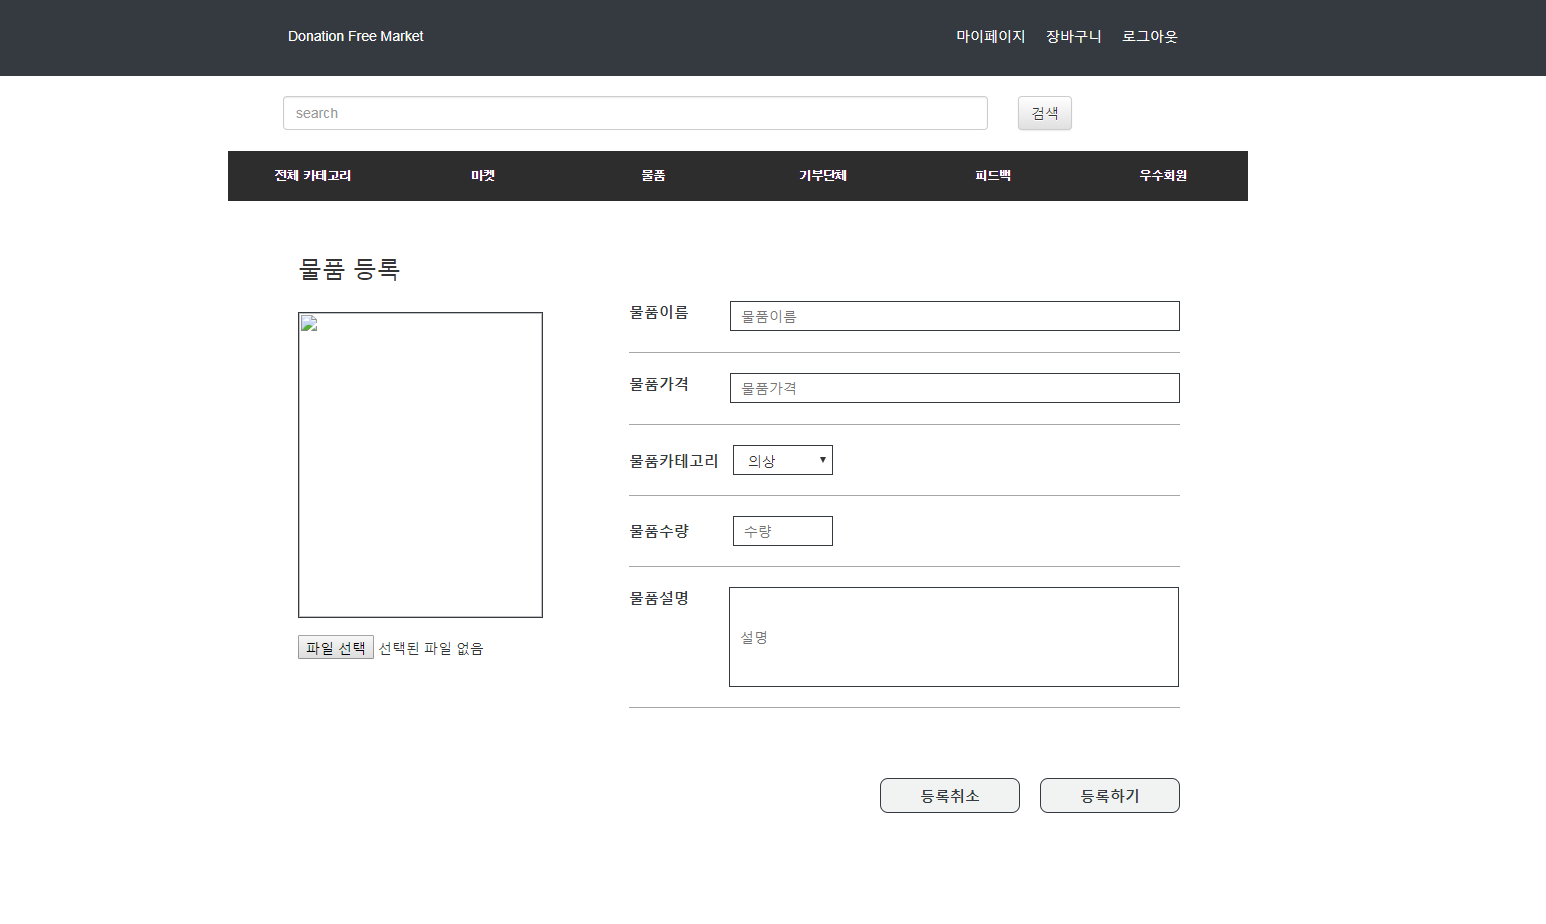 Donation Free Market
마이페이지 장바구니 로그아웃
search 검색
전체 카테고리 마켓 물품 기부단체 피드백 우수회원
물품 등록
물품이름 물품이름
물품가격 물품가격
물품카테고리 의상
물품수량 수량
물품설명 설명
파일 선택 선택된 파일 없음
등록취소 등록하기